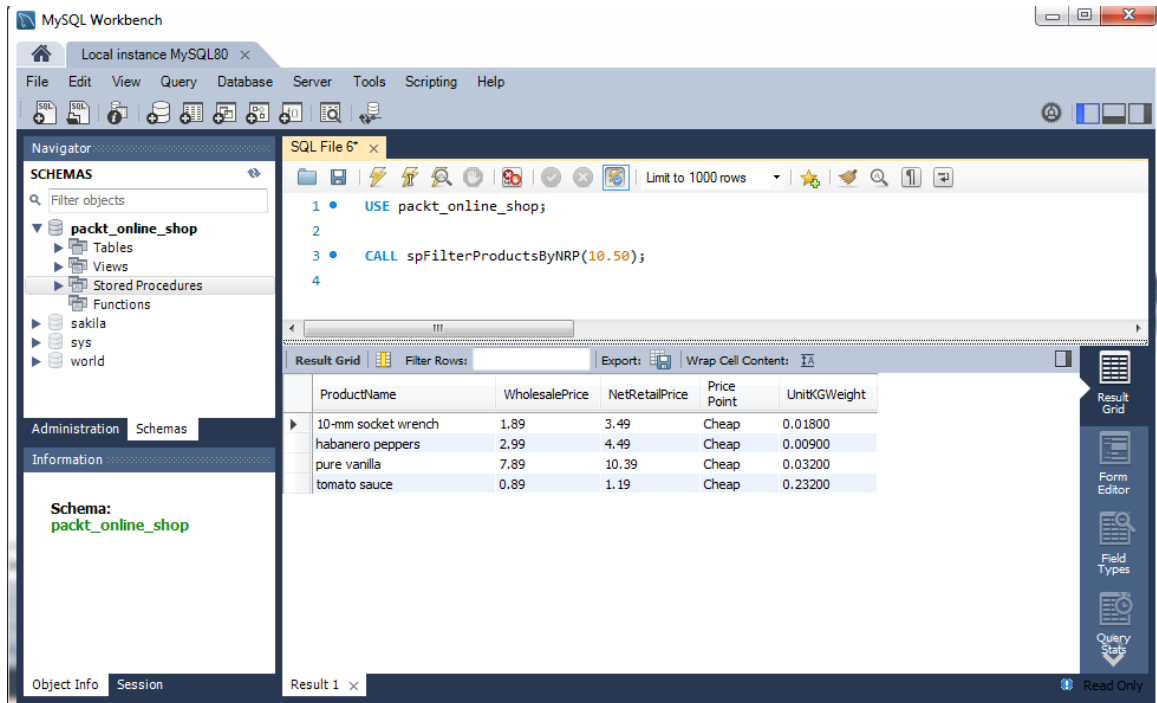 MySQL Workbench
Local instance MySQL80
File Edit View Query Database Server Tools Scripting Help
Navigator
SCHEMAS
Filter objects
packt_online_shop
Tables
Views
Stored Procedures
Functions
sakila
sys
world
Administration Schemas
Information
Schema:
packt_online_shop
Object Info Session
SQL File 6*
Limit to 1000 rows
1 USE packt_online_shop;
2
3 CALL spFilterProductsByNRP(10.50);
4
Result Grid Filter Rows: Export: Wrap Cell Content: IA
ProductName WholesalePrice NetRetailPrice Price Point UnitKGWeight
10-mm socket wrench 1.89 3.49 Cheap 0.01800
habanero peppers 2.99 4.49 Cheap 0.00900
pure vanilla 7.89 10.39 Cheap 0.03200
tomato sauce 0.89 1.19 Cheap 0.23200
Result
Grid
Form
Editor
Field
Types
Query
Stats
Result 1
Read Only